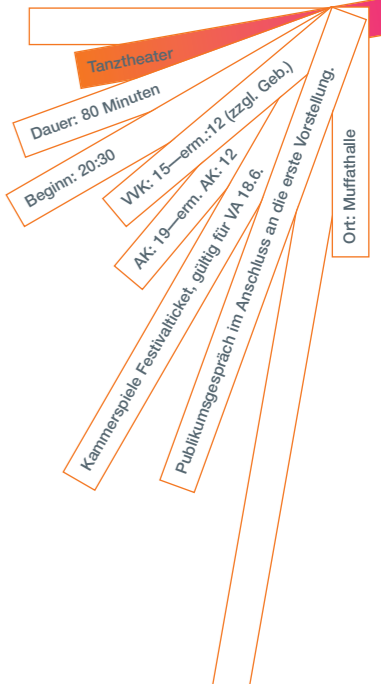 Tanztheater
Dauer: 80 Minuten
Beginn: 20:30
VVK: 15—erm.:12 (zzgl. Geb.)
AK: 19—erm. AK: 12
Kammerspiele Festivalticket, gültig für VA 18.6.
Publikumsgespräch im Anschluss an die erste Vorstellung.
Ort: Muffathalle